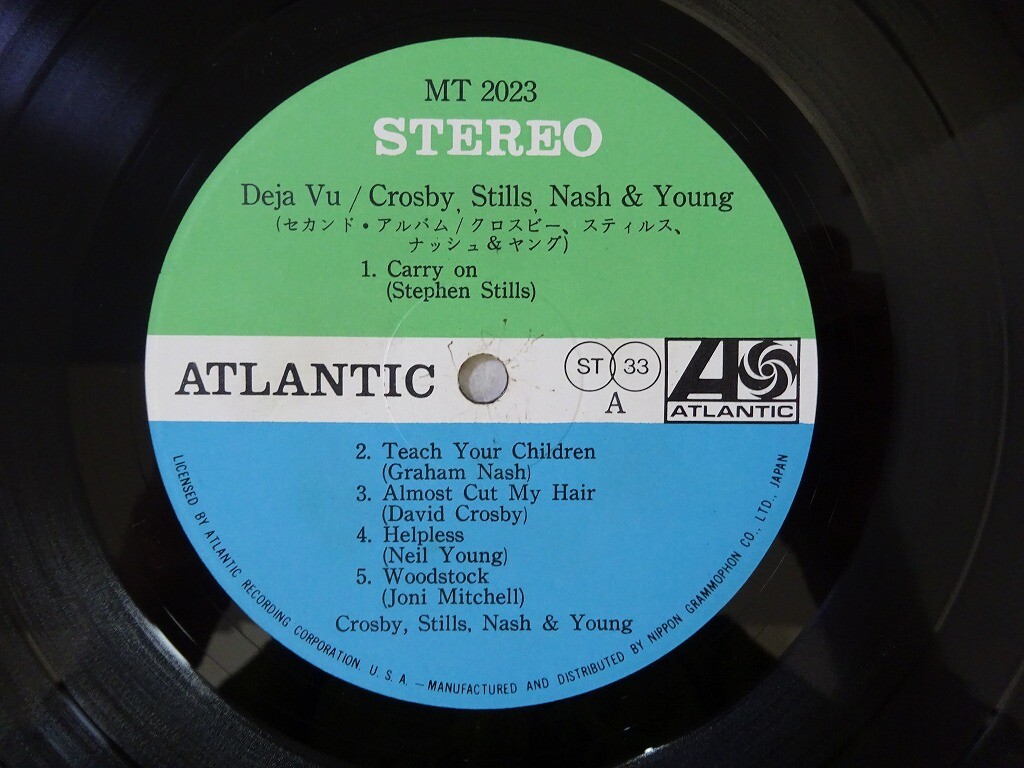 MT 2023
STEREO
Deja Vu / Crosby, Stills, Nash & Young
(セカンド・アルバム/クロスビー、スティルス、
ナッシュ&ヤング)
1. Carry on
(Stephen Stills)
ATLANTIC
ST 33
A
ATLANTIC
2. Teach Your Children
(Graham Nash)
3. Almost Cut My Hair
(David Crosby)
4. Helpless
(Neil Young)
5. Woodstock
(Joni Mitchell)
Crosby, Stills, Nash & Young
LICENSED BY ATLANTIC RECORDING CORPORATION. U. S. A. — MANUFACTURED AND DISTRIBUTED BY NIPPON GRAMMOPHON CO., LTD., JAPAN